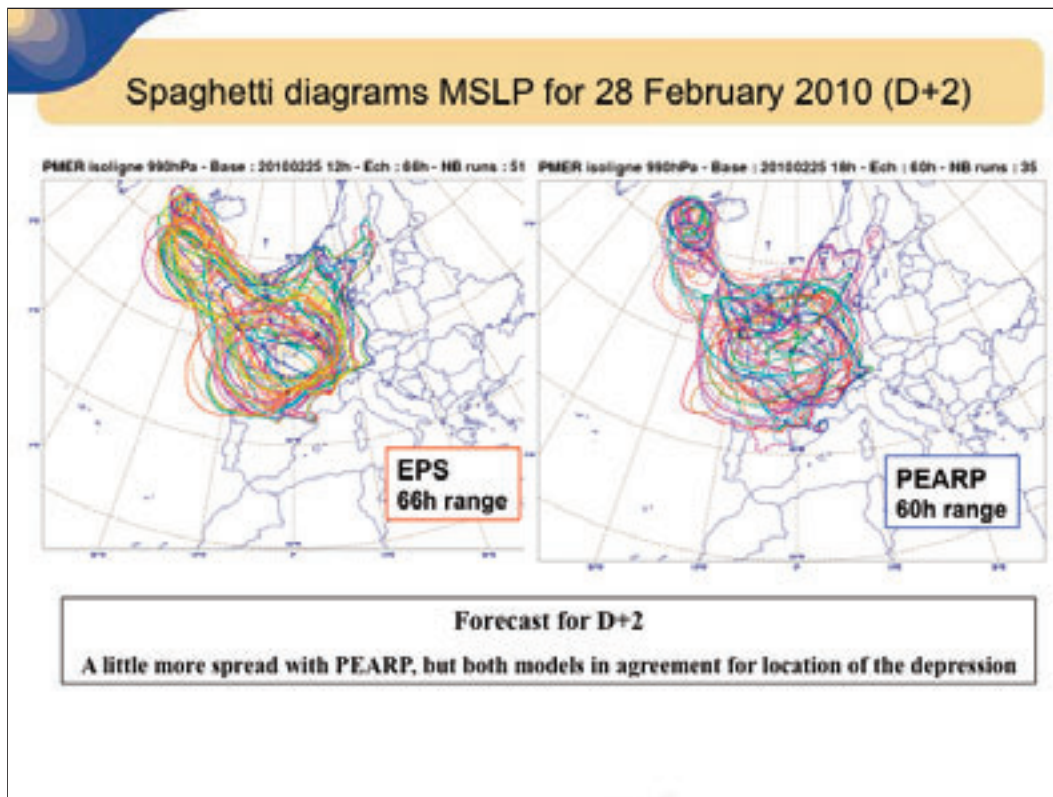 Spaghetti diagrams MSLP for 28 February 2010 (D+2)
PMER isoligne 990hPa - Base : 20100225 12h - Ech : 66h - NB runs : 51
PMER isoligne 990hPa - Base : 20100225 18h - Ech : 60h - NB runs : 35
EPS
66h range
PEARP
60h range
Forecast for D+2
A little more spread with PEARP, but both models in agreement for location of the depression